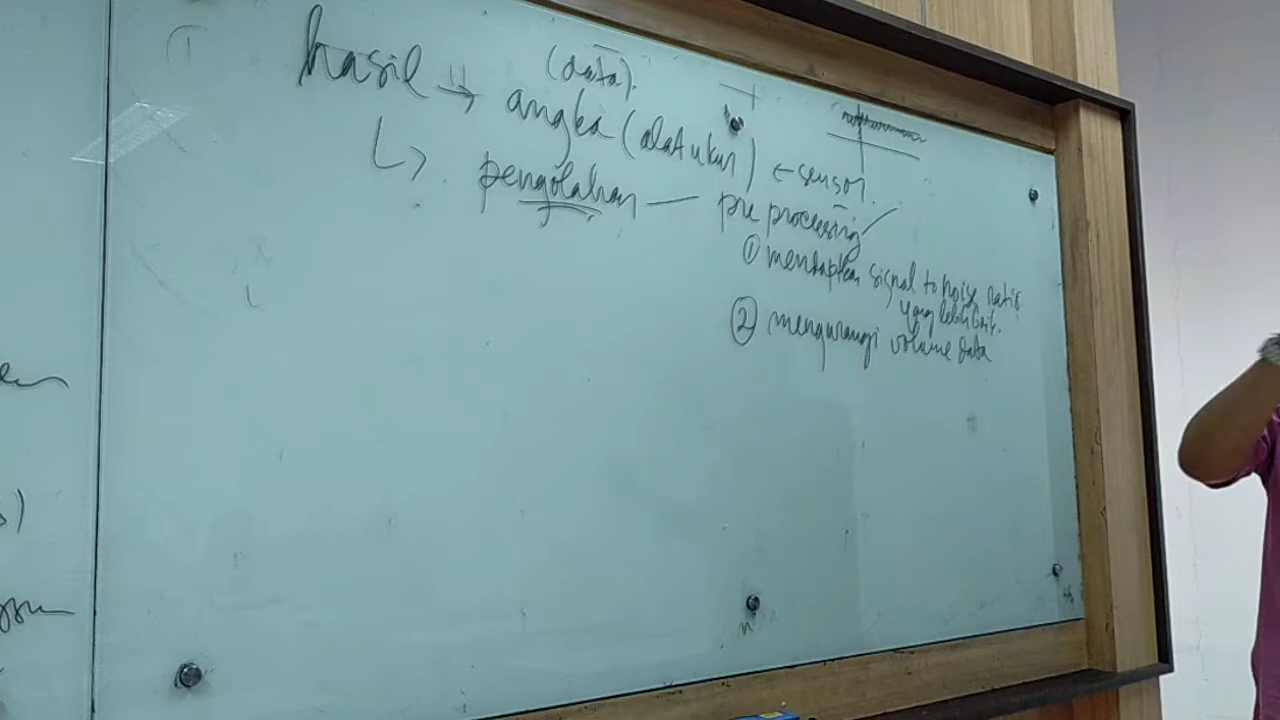 (data).
hasil → angka (alat ukur) ← sensor.
↳ pengolahan — pre processing
① mendaptkan signal to noise ratio
yang lebih baik.
② mengurangi volume data